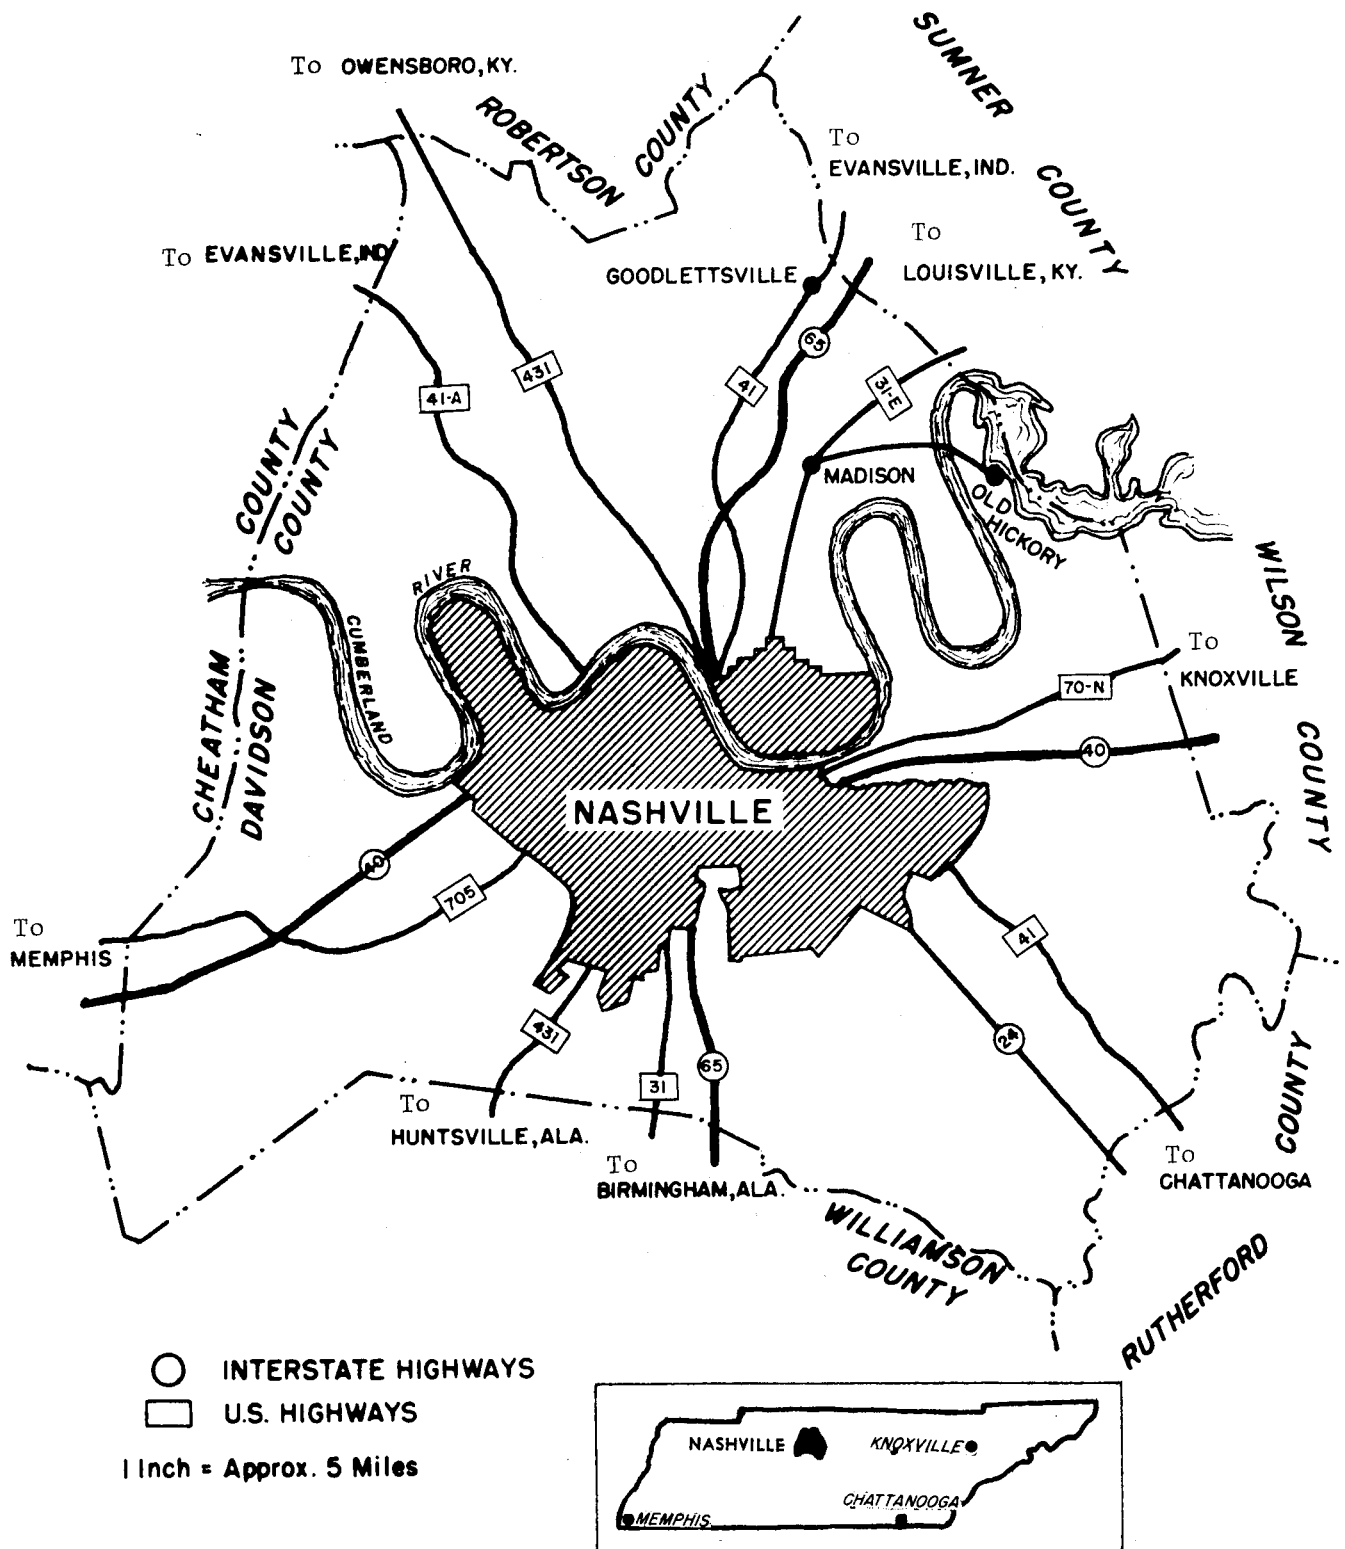 SUMNER
COUNTY
To OWENSBORO, KY.
ROBERTSON COUNTY
To
EVANSVILLE, IND.
To EVANSVILLE, IND
To
LOUISVILLE, KY.
GOODLETTSVILLE
65
431
41
31-E
41-A
MADISON
OLD
HICKORY
COUNTY
COUNTY
RIVER
CUMBERLAND
WILSON
COUNTY
To
KNOXVILLE
70-N
40
CHEATHAM
DAVIDSON
NASHVILLE
40
705
To
MEMPHIS
41
431
24
65
31
COUNTY
To
HUNTSVILLE, ALA.
To
BIRMINGHAM, ALA.
To
CHATTANOOGA
WILLIAMSON
COUNTY
RUTHERFORD
INTERSTATE HIGHWAYS
U.S. HIGHWAYS
1 Inch = Approx. 5 Miles
NASHVILLE
KNOXVILLE
CHATTANOOGA
MEMPHIS